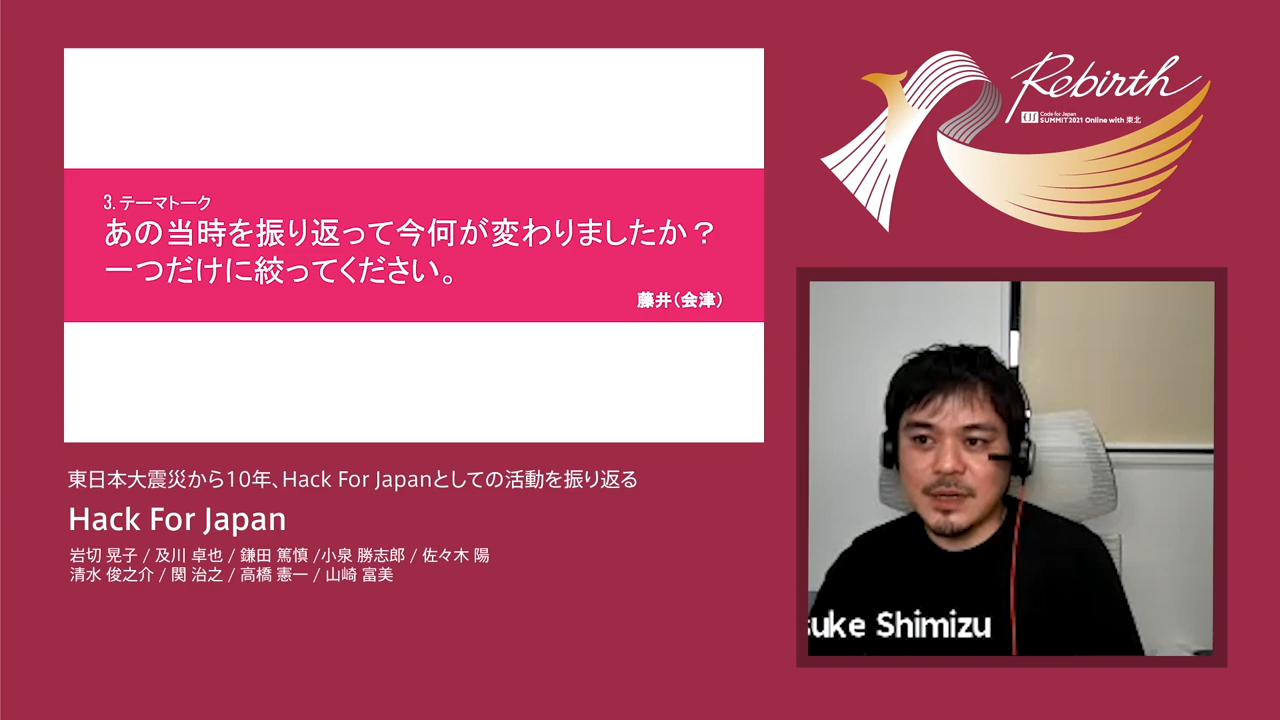 3. テーマトーク
あの当時を振り返って今何が変わりましたか？
一つだけに絞ってください。
藤井（会津）
Rebirth
Code for Japan
SUMMIT2021 Online with 東北
suke Shimizu
東日本大震災から10年、Hack For Japanとしての活動を振り返る
Hack For Japan
岩切 晃子 / 及川 卓也 / 鎌田 篤慎 /小泉 勝志郎 / 佐々木 陽
清水 俊之介 / 関 治之 / 高橋 憲一 / 山崎 富美